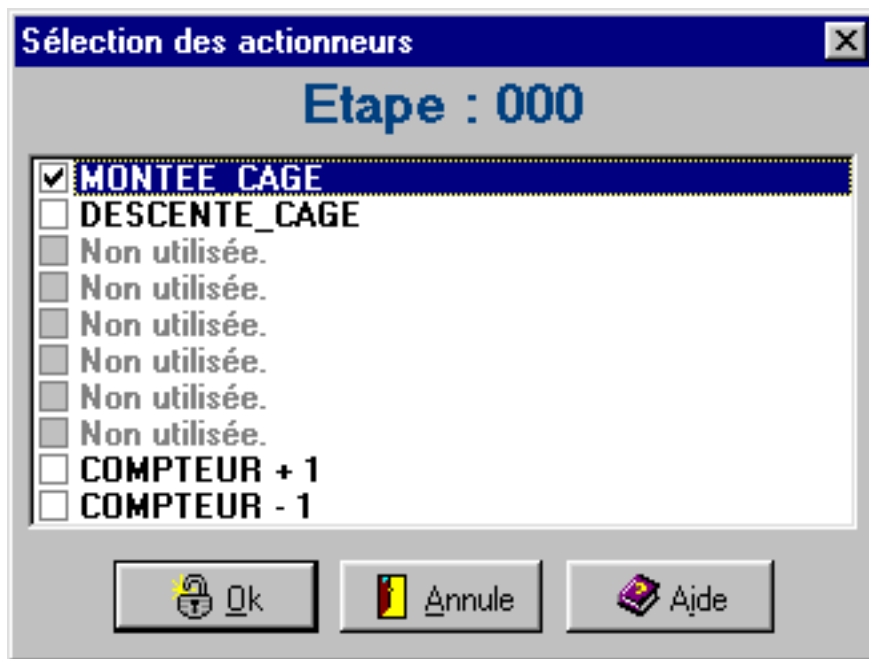 Sélection des actionneurs
Etape : 000
MONTEE_CAGE
DESCENTE_CAGE
Non utilisée.
Non utilisée.
Non utilisée.
Non utilisée.
Non utilisée.
Non utilisée.
COMPTEUR + 1
COMPTEUR - 1
Ok Annule Aide